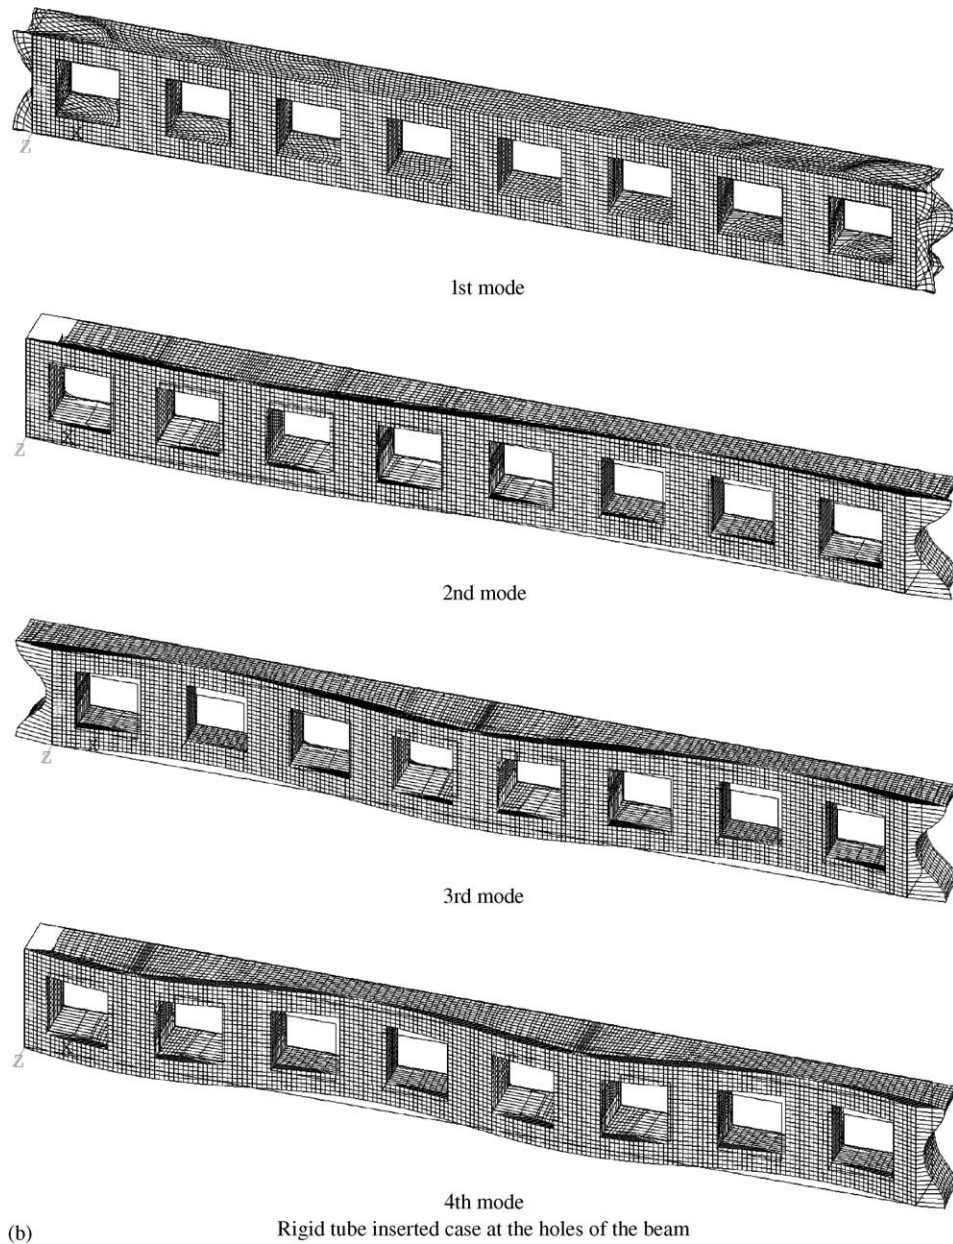 Z
X
1st mode
Z
2nd mode
Z
3rd mode
Z
4th mode
(b) Rigid tube inserted case at the holes of the beam